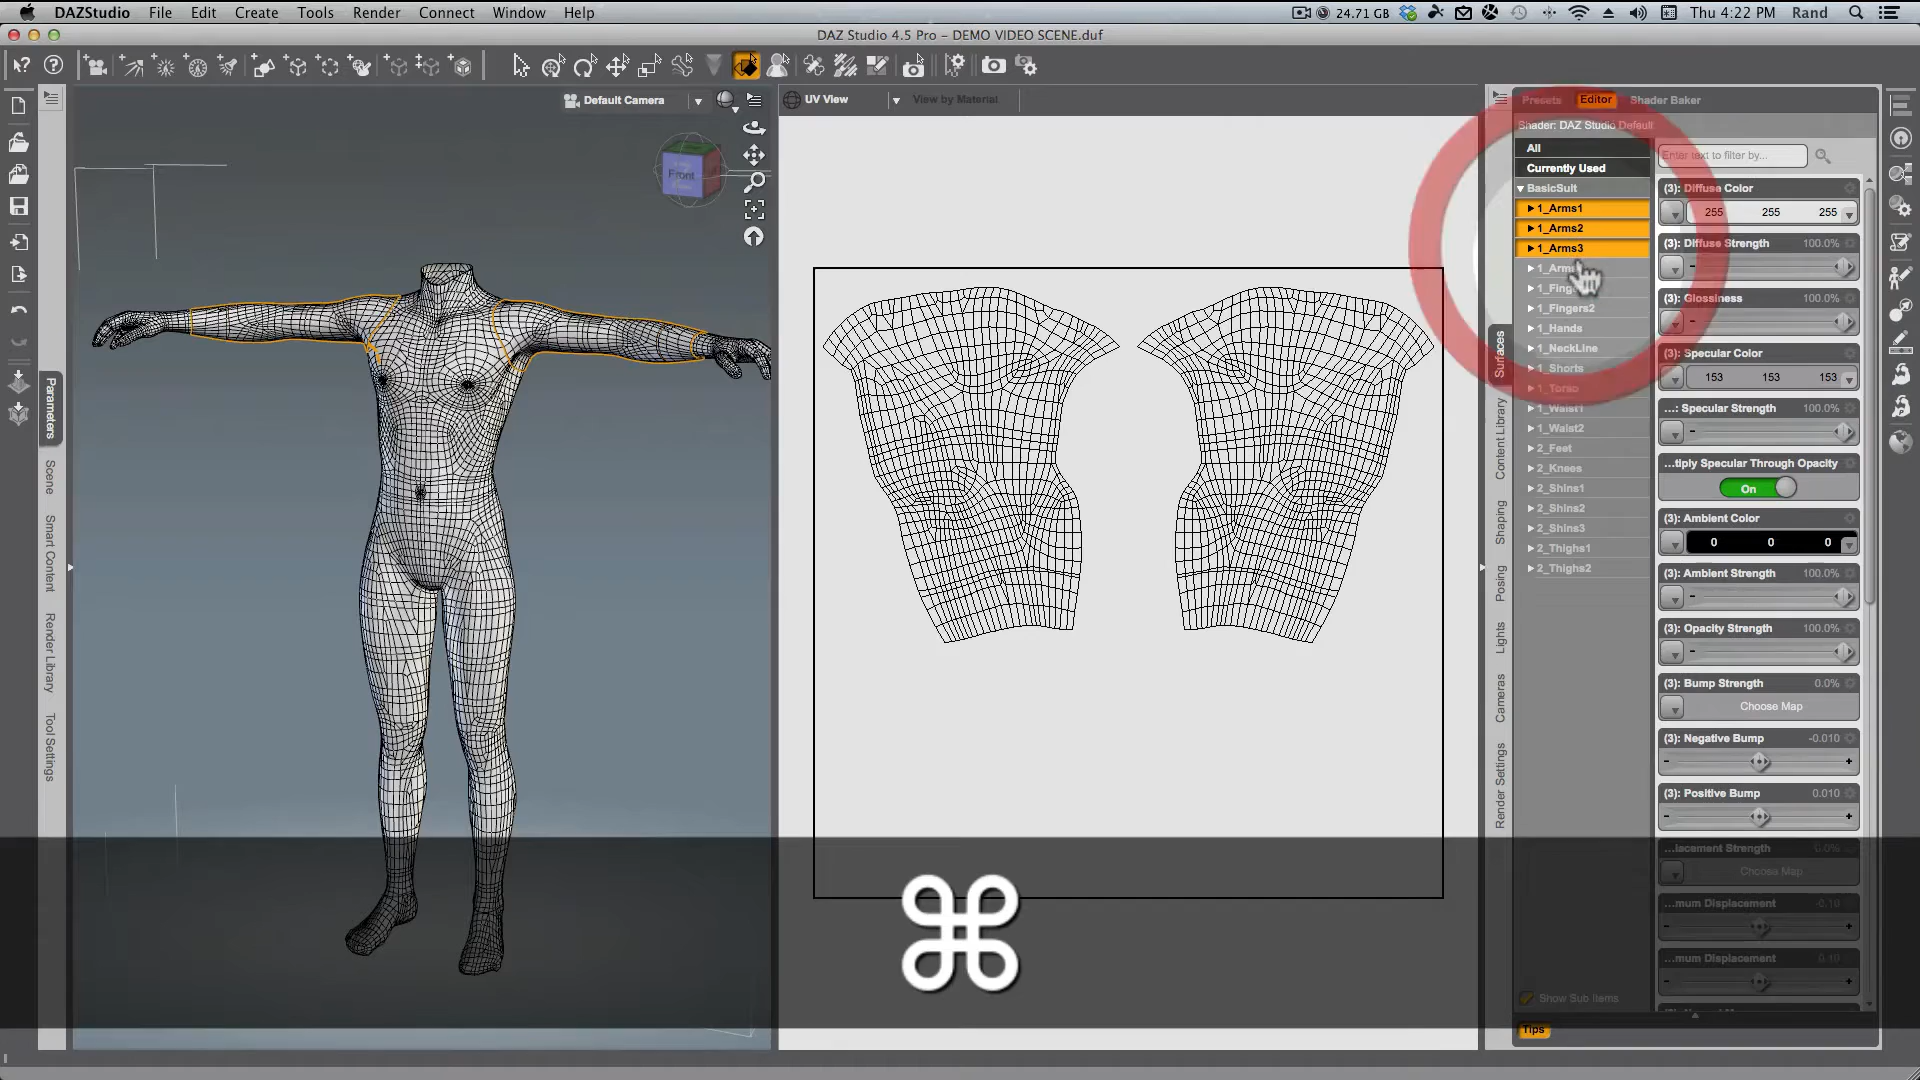 DAZStudio File Edit Create Tools Render Connect Window Help
24.71 GB Thu 4:22 PM Rand
DAZ Studio 4.5 Pro - DEMO VIDEO SCENE.duf
Default Camera
Front
UV View
View by Material
Parameters
Scene
Smart Content
Render Library
Tool Settings
Surfaces
Content Library
Shaping
Posing
Lights
Cameras
Render Settings
Presets Editor Shader Baker
Shader: DAZ Studio Default
All
Currently Used
BasicSuit
1_Arms1
1_Arms2
1_Arms3
1_Fingers2
1_Hands
1_NeckLine
1_Shorts
1_Torso
1_Waist1
1_Waist2
2_Feet
2_Knees
2_Shins1
2_Shins2
2_Shins3
2_Thighs1
2_Thighs2
Show Sub Items
Tips
Enter text to filter by...
(3): Diffuse Color
255 255 255
(3): Diffuse Strength 100.0%
(3): Glossiness 100.0%
(3): Specular Color
153 153 153
...: Specular Strength 100.0%
...tiply Specular Through Opacity
On
(3): Ambient Color
0 0 0
(3): Ambient Strength 100.0%
(3): Opacity Strength 100.0%
(3): Bump Strength 0.0%
Choose Map
(3): Negative Bump -0.010
(3): Positive Bump 0.010
...lacement Strength 0.0%
Choose Map
...mum Displacement -0.10
...mum Displacement 0.10